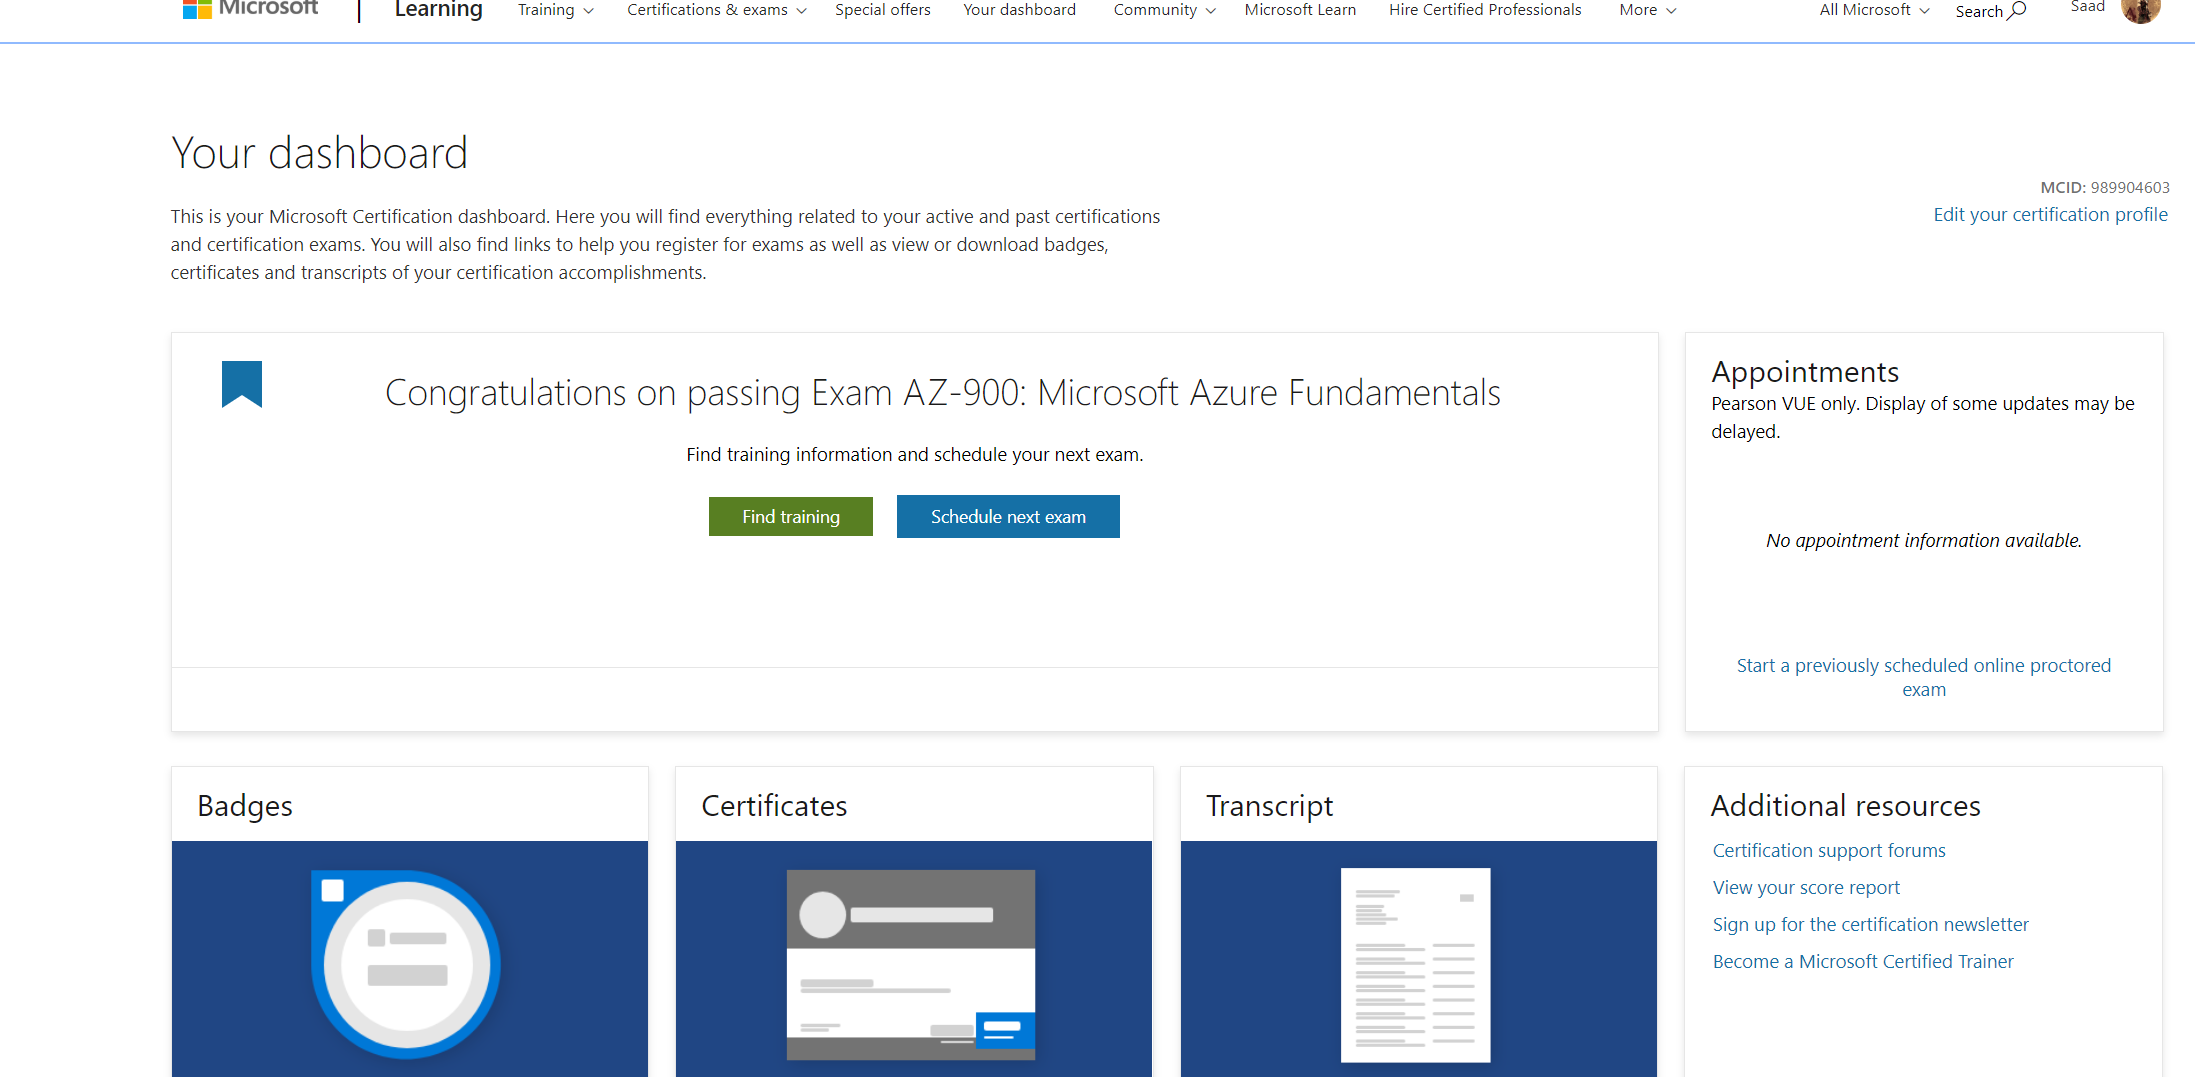 Microsoft
Learning
Training
Certifications & exams
Special offers
Your dashboard
Community
Microsoft Learn
Hire Certified Professionals
More
All Microsoft
Search
Saad
Your dashboard
This is your Microsoft Certification dashboard. Here you will find everything related to your active and past certifications
and certification exams. You will also find links to help you register for exams as well as view or download badges,
certificates and transcripts of your certification accomplishments.
MCID: 989904603
Edit your certification profile
Congratulations on passing Exam AZ-900: Microsoft Azure Fundamentals
Find training information and schedule your next exam.
Find training
Schedule next exam
Appointments
Pearson VUE only. Display of some updates may be
delayed.
No appointment information available.
Start a previously scheduled online proctored
exam
Badges
Certificates
Transcript
Additional resources
Certification support forums
View your score report
Sign up for the certification newsletter
Become a Microsoft Certified Trainer